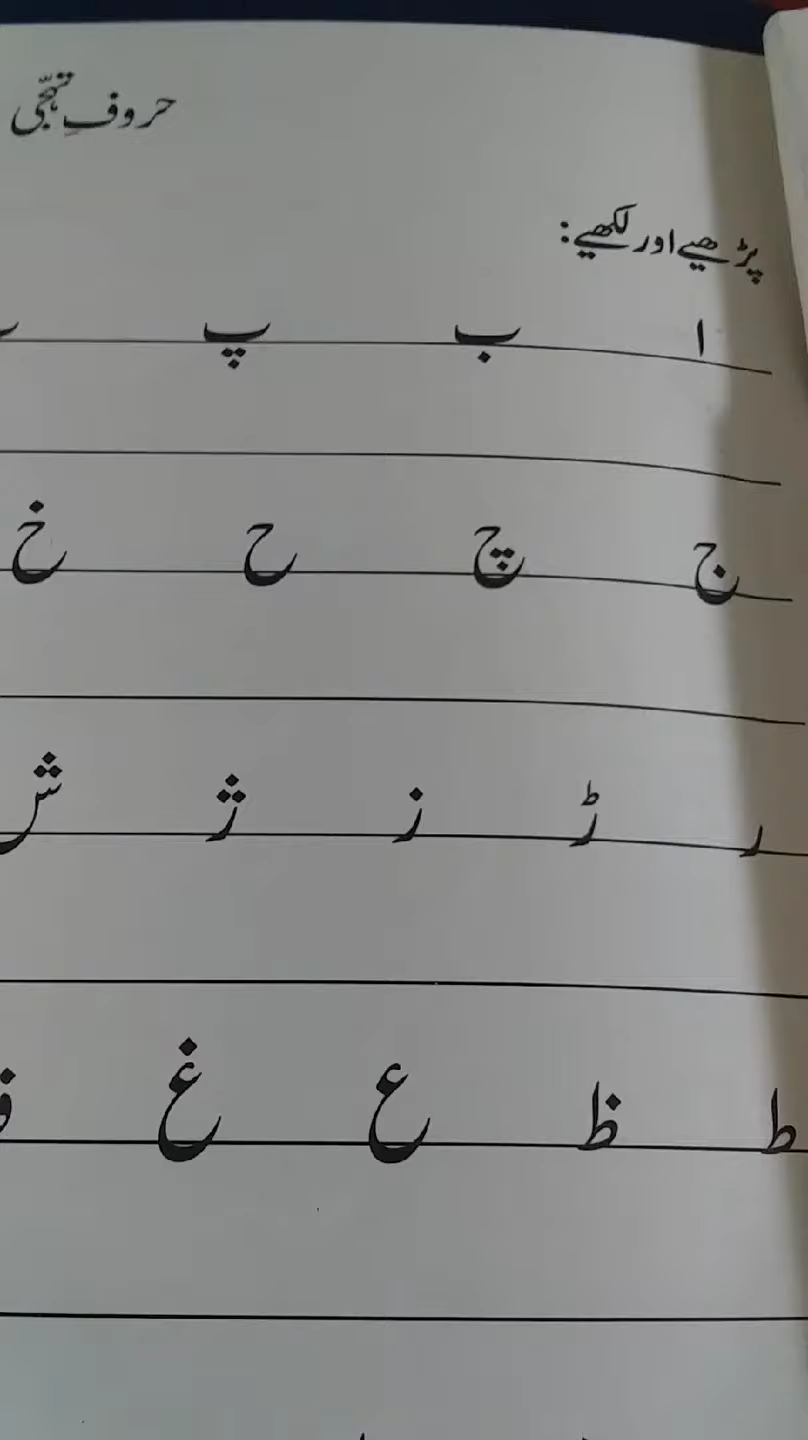 حروفِ تہجّی
پڑھیے اور لکھیے:
ا ب پ
ج چ ح خ
ر ڑ ز ژ ش
ط ظ ع غ